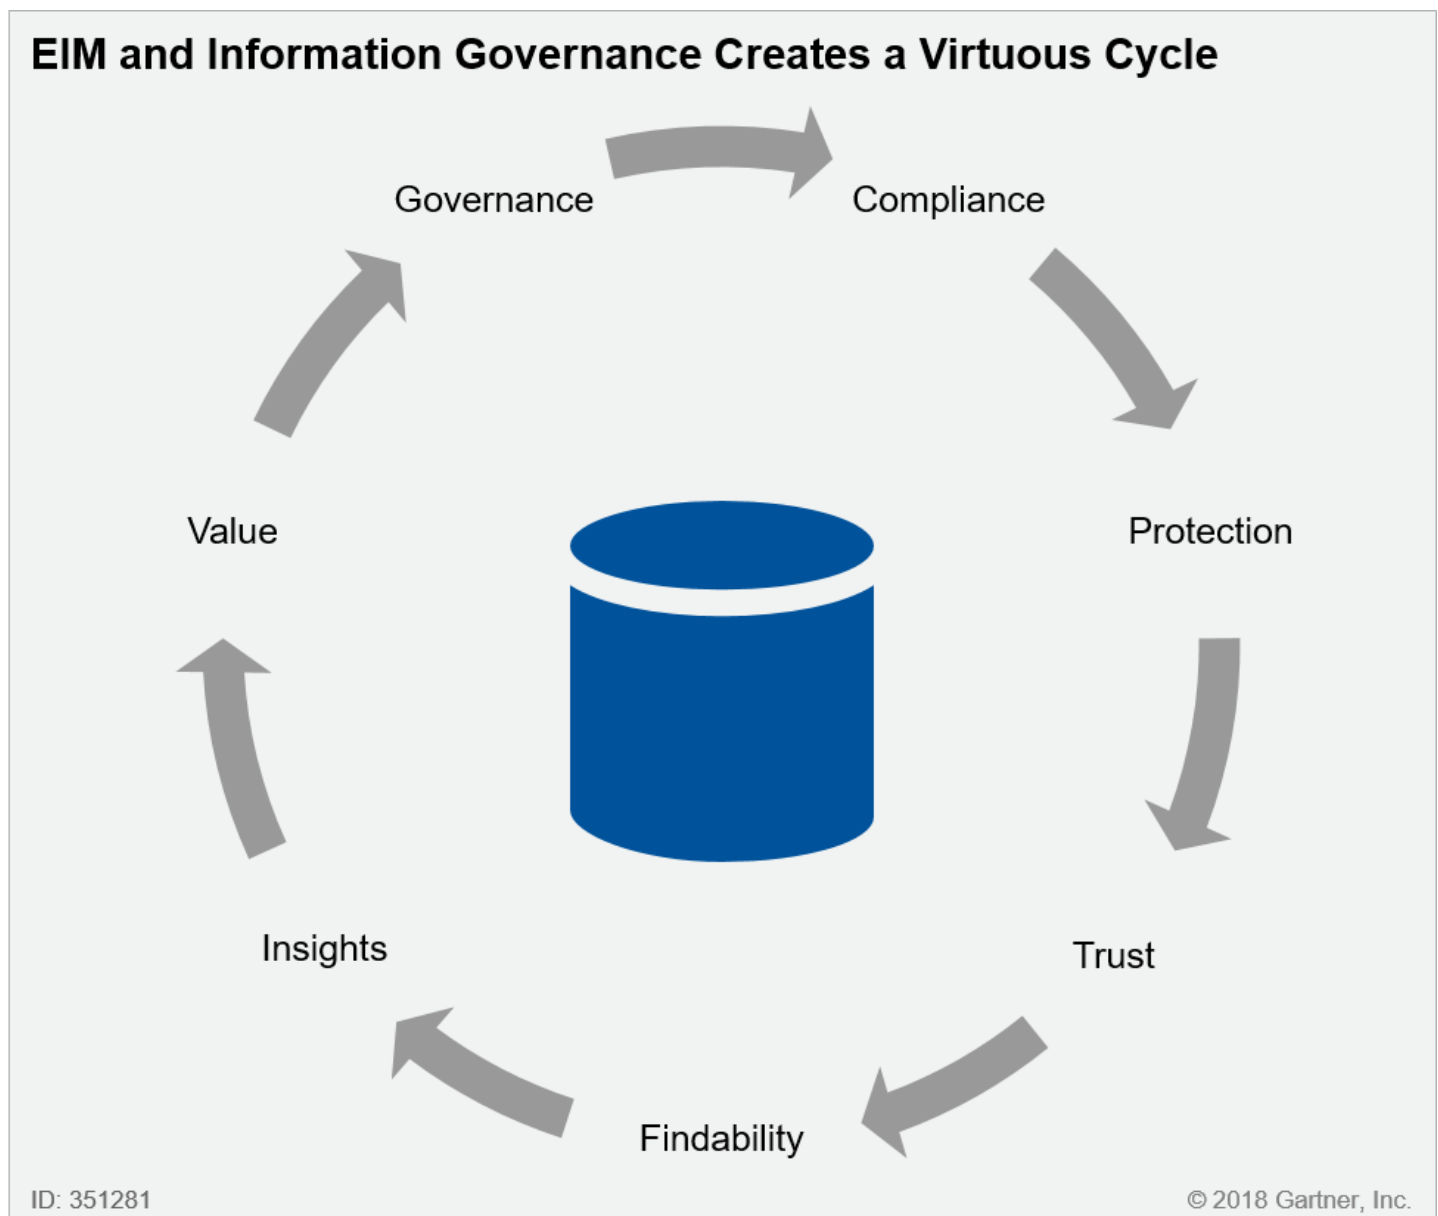 EIM and Information Governance Creates a Virtuous Cycle
Governance
Compliance
Value
Protection
Insights
Trust
Findability
ID: 351281
© 2018 Gartner, Inc.